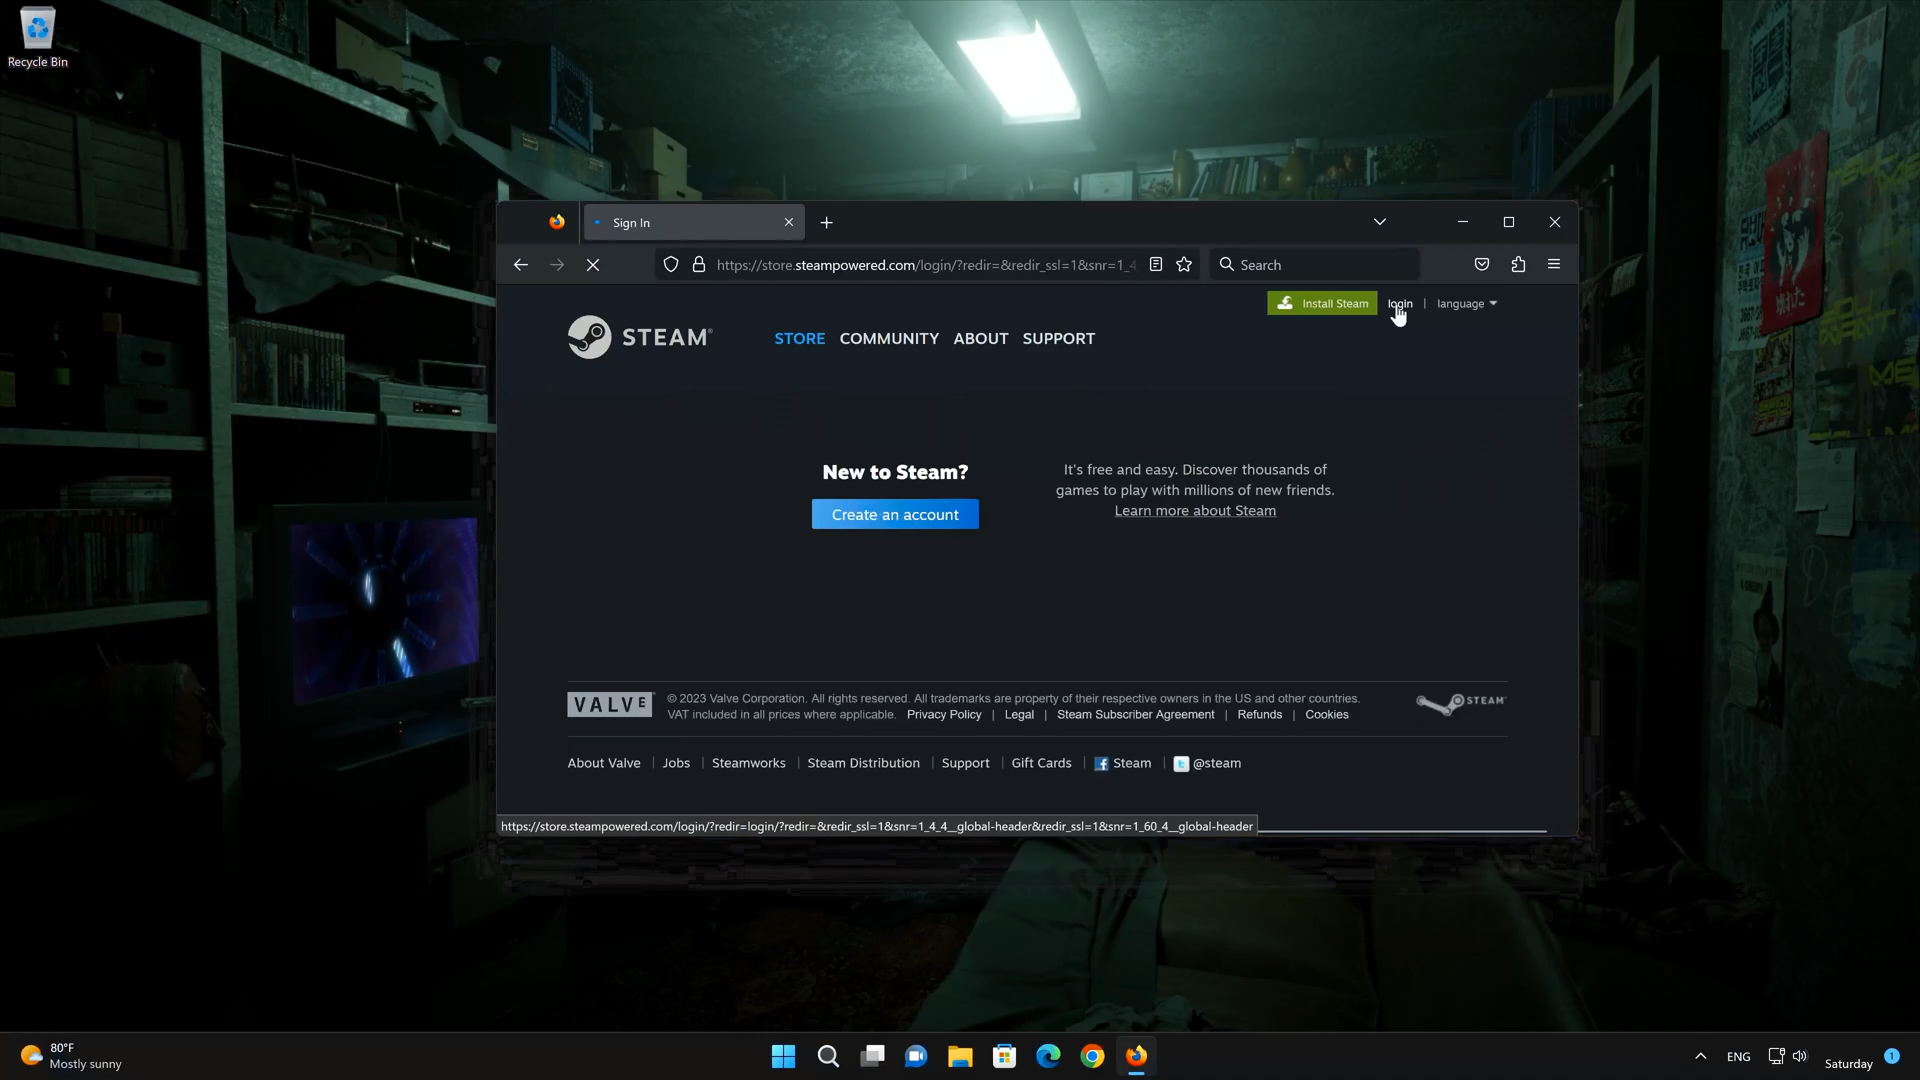 Recycle Bin
Sign In
https://store.steampowered.com/login/?redir=&redir_ssl=1&snr=1_4
Search
Install Steam login | language
STEAM®
STORE COMMUNITY ABOUT SUPPORT
New to Steam?
Create an account
It's free and easy. Discover thousands of
games to play with millions of new friends.
Learn more about Steam
VALVE
© 2023 Valve Corporation. All rights reserved. All trademarks are property of their respective owners in the US and other countries.
VAT included in all prices where applicable. Privacy Policy | Legal | Steam Subscriber Agreement | Refunds | Cookies
STEAM
About Valve | Jobs | Steamworks | Steam Distribution | Support | Gift Cards | Steam | @steam
https://store.steampowered.com/login/?redir=login/?redir=&redir_ssl=1&snr=1_4_4__global-header&redir_ssl=1&snr=1_60_4__global-header
80°F
Mostly sunny
ENG
Saturday
1